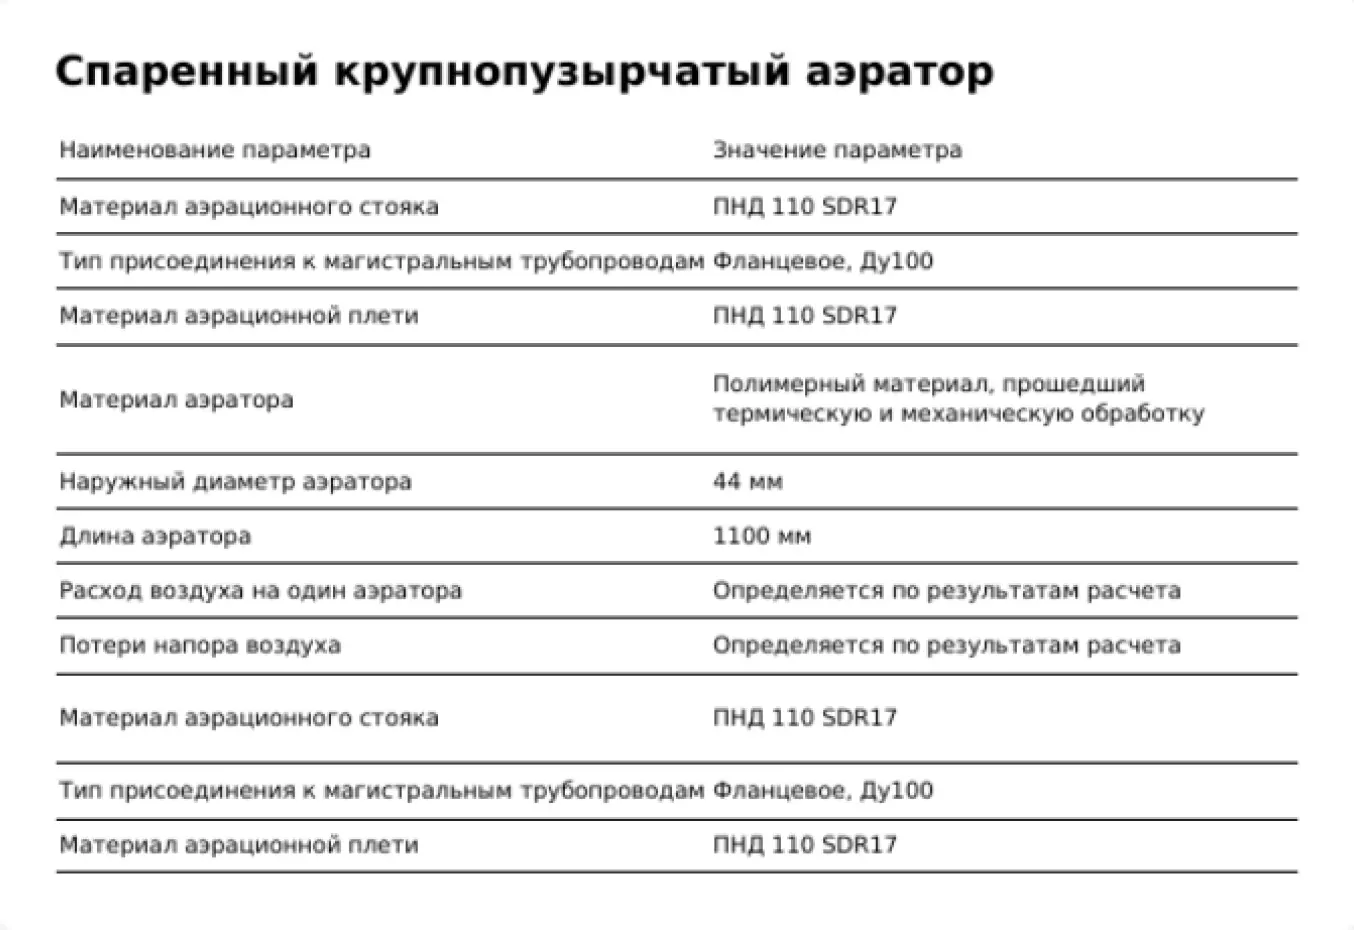 Спаренный крупнопузырчатый аэратор
Наименование параметра Значение параметра
Материал аэрационного стояка ПНД 110 SDR17
Тип присоединения к магистральным трубопроводам Фланцевое, Ду100
Материал аэрационной плети ПНД 110 SDR17
Материал аэратора Полимерный материал, прошедший
термическую и механическую обработку
Наружный диаметр аэратора 44 мм
Длина аэратора 1100 мм
Расход воздуха на один аэратора Определяется по результатам расчета
Потери напора воздуха Определяется по результатам расчета
Материал аэрационного стояка ПНД 110 SDR17
Тип присоединения к магистральным трубопроводам Фланцевое, Ду100
Материал аэрационной плети ПНД 110 SDR17